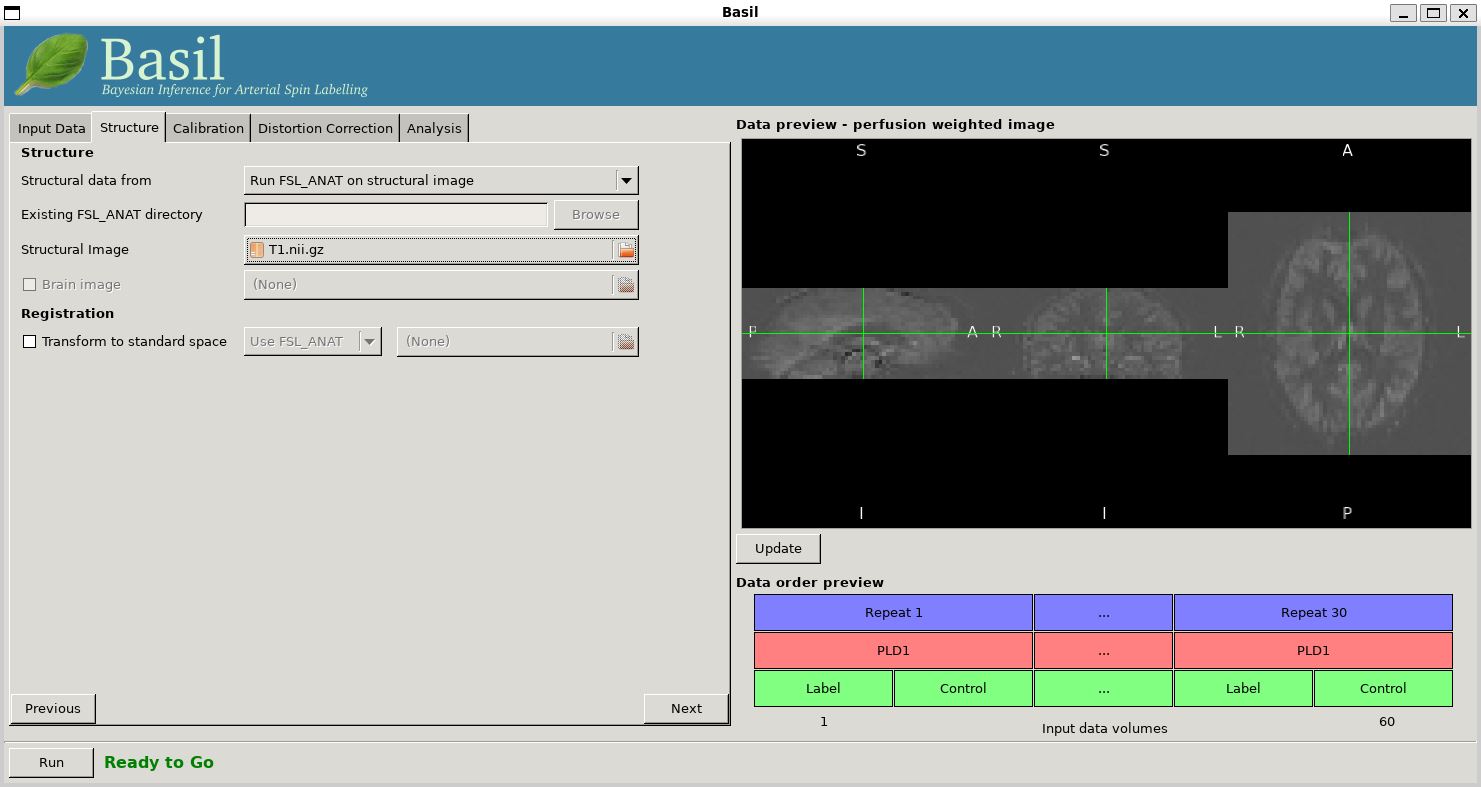 Basil
Basil
Bayesian Inference for Arterial Spin Labelling
Input Data Structure Calibration Distortion Correction Analysis
Structure
Structural data from Run FSL_ANAT on structural image
Existing FSL_ANAT directory Browse
Structural Image T1.nii.gz
Brain image (None)
Registration
Transform to standard space Use FSL_ANAT (None)
Previous Next
Data preview - perfusion weighted image
S S A
P A R L R L
I I P
Update
Data order preview
Repeat 1 ... Repeat 30
PLD1 ... PLD1
Label Control ... Label Control
1 60
Input data volumes
Run Ready to Go